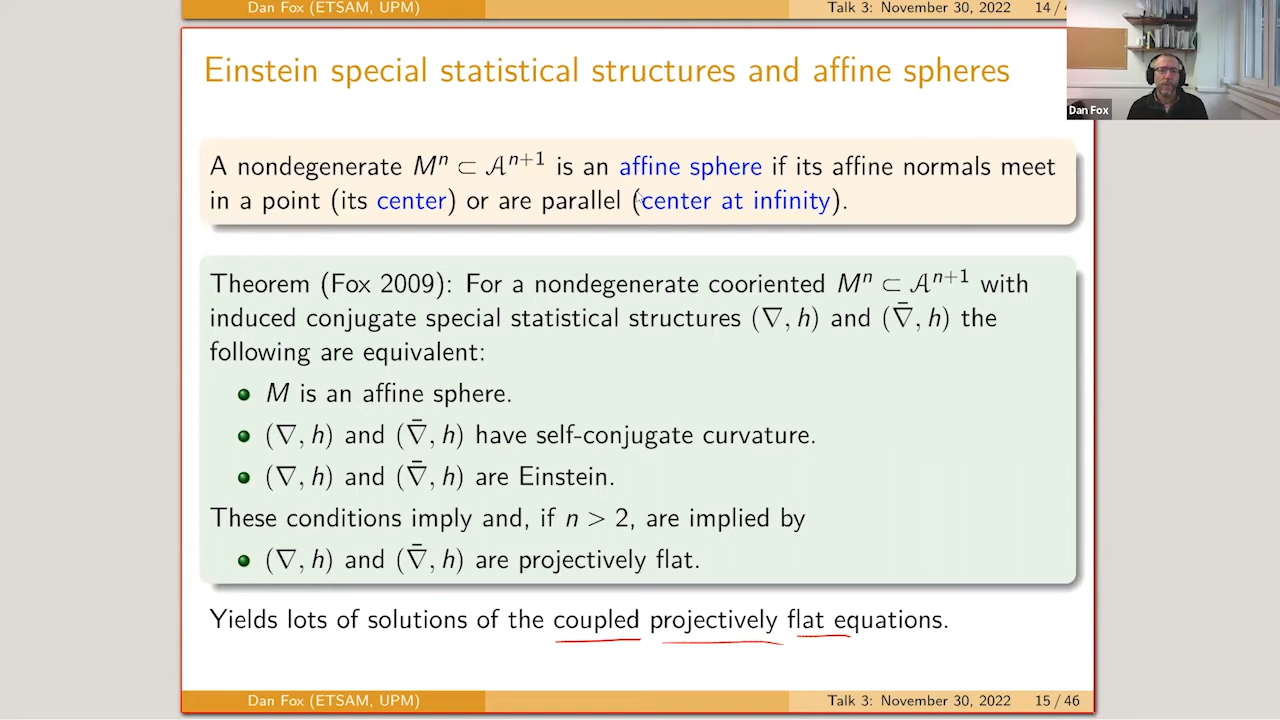 Dan Fox (ETSAM, UPM) Talk 3: November 30, 2022 14 /
Dan Fox
Einstein special statistical structures and affine spheres
A nondegenerate Mⁿ ⊂ 𝒜ⁿ⁺¹ is an affine sphere if its affine normals meet
in a point (its center) or are parallel (center at infinity).
Theorem (Fox 2009): For a nondegenerate cooriented Mⁿ ⊂ 𝒜ⁿ⁺¹ with
induced conjugate special statistical structures (∇, h) and (∇̄, h) the
following are equivalent:
M is an affine sphere.
(∇, h) and (∇̄, h) have self-conjugate curvature.
(∇, h) and (∇̄, h) are Einstein.
These conditions imply and, if n > 2, are implied by
(∇, h) and (∇̄, h) are projectively flat.
Yields lots of solutions of the coupled projectively flat equations.
Dan Fox (ETSAM, UPM) Talk 3: November 30, 2022 15 / 46